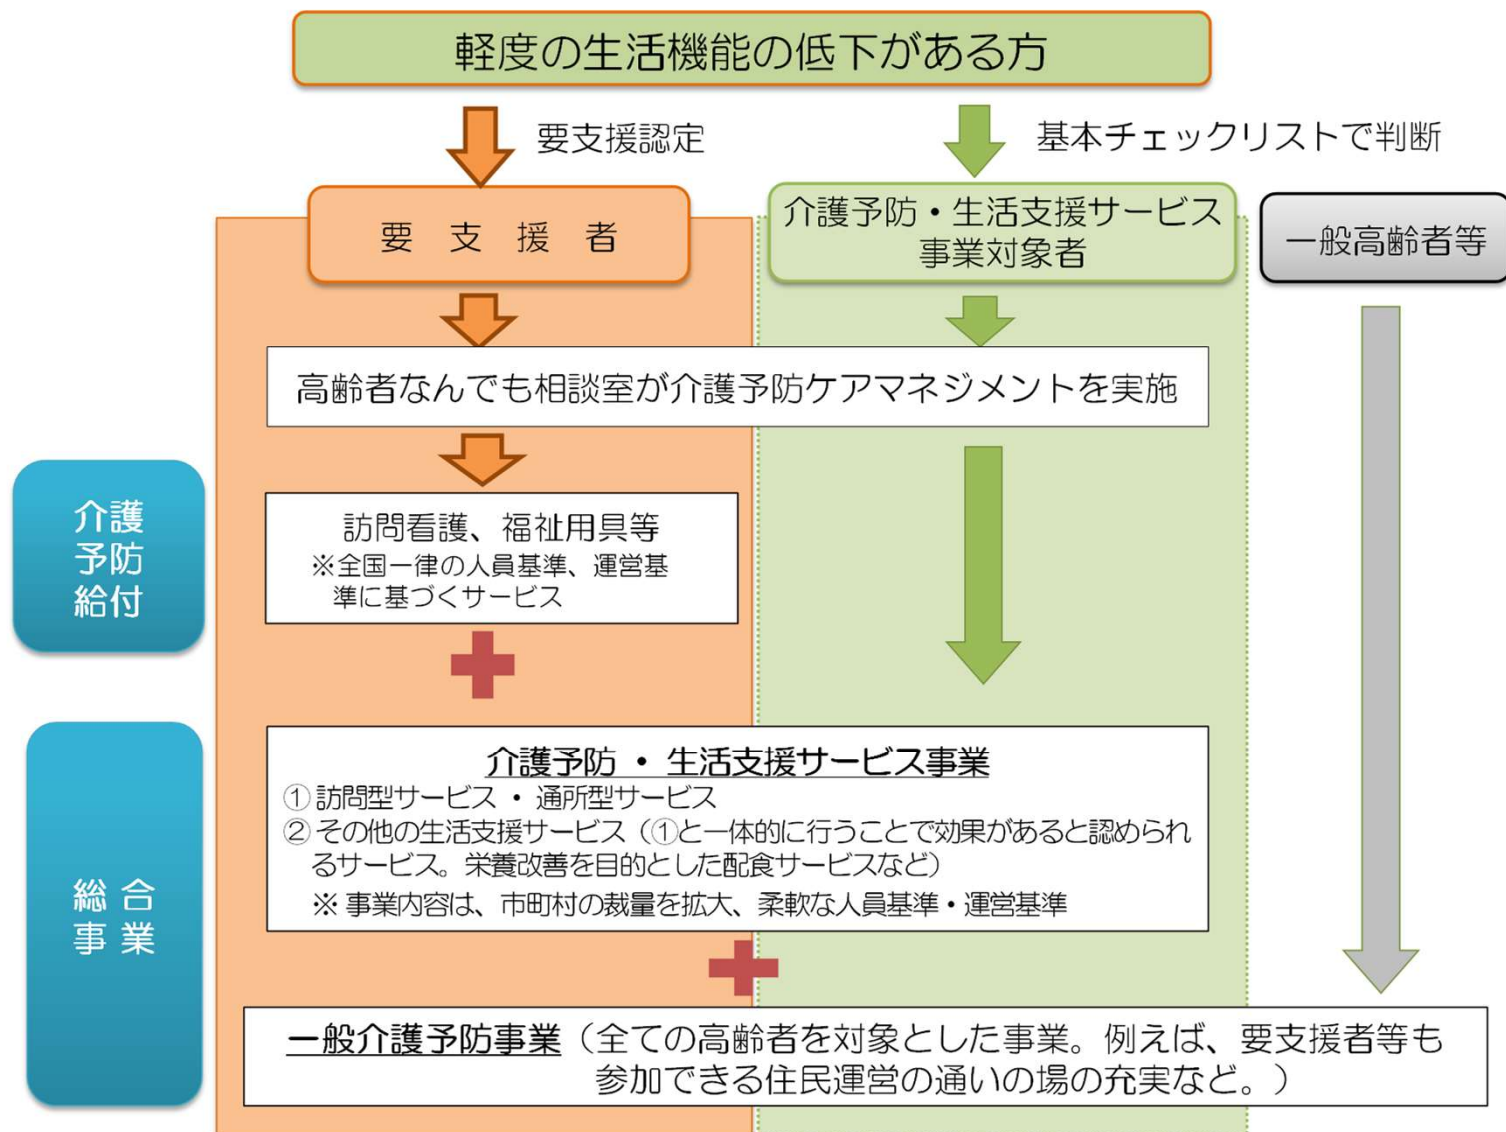 軽度の生活機能の低下がある方
要支援認定
基本チェックリストで判断
要支援者
介護予防・生活支援サービス
事業対象者
一般高齢者等
高齢者なんでも相談室が介護予防ケアマネジメントを実施
介護
予防
給付
訪問看護、福祉用具等
※全国一律の人員基準、運営基
準に基づくサービス
総合
事業
介護予防・生活支援サービス事業
①訪問型サービス・通所型サービス
②その他の生活支援サービス（①と一体的に行うことで効果があると認められ
るサービス。栄養改善を目的とした配食サービスなど）
※事業内容は、市町村の裁量を拡大、柔軟な人員基準・運営基準
一般介護予防事業（全ての高齢者を対象とした事業。例えば、要支援者等も
参加できる住民運営の通いの場の充実など。）